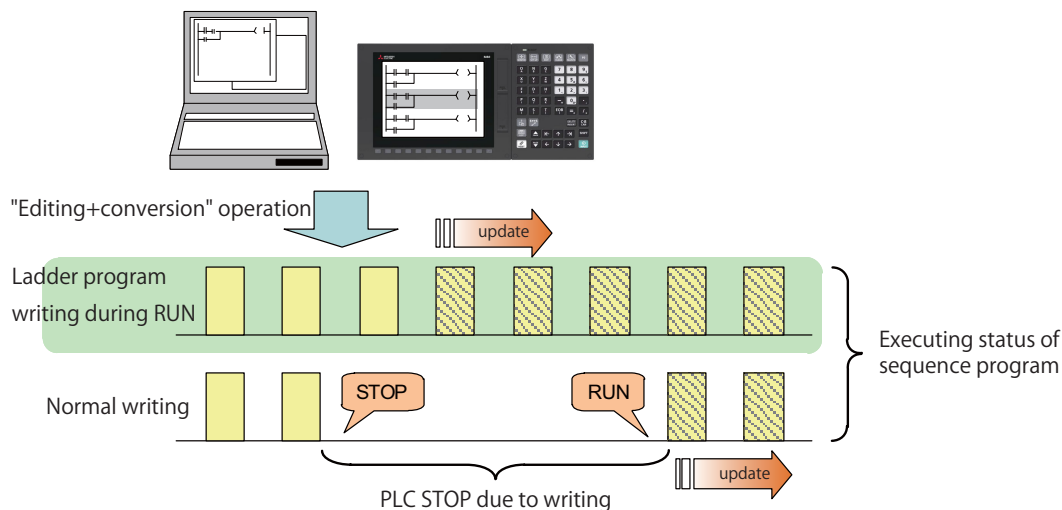 "Editing+conversion" operation
update
Ladder program
writing during RUN
Executing status of
sequence program
Normal writing
STOP
RUN
update
PLC STOP due to writing